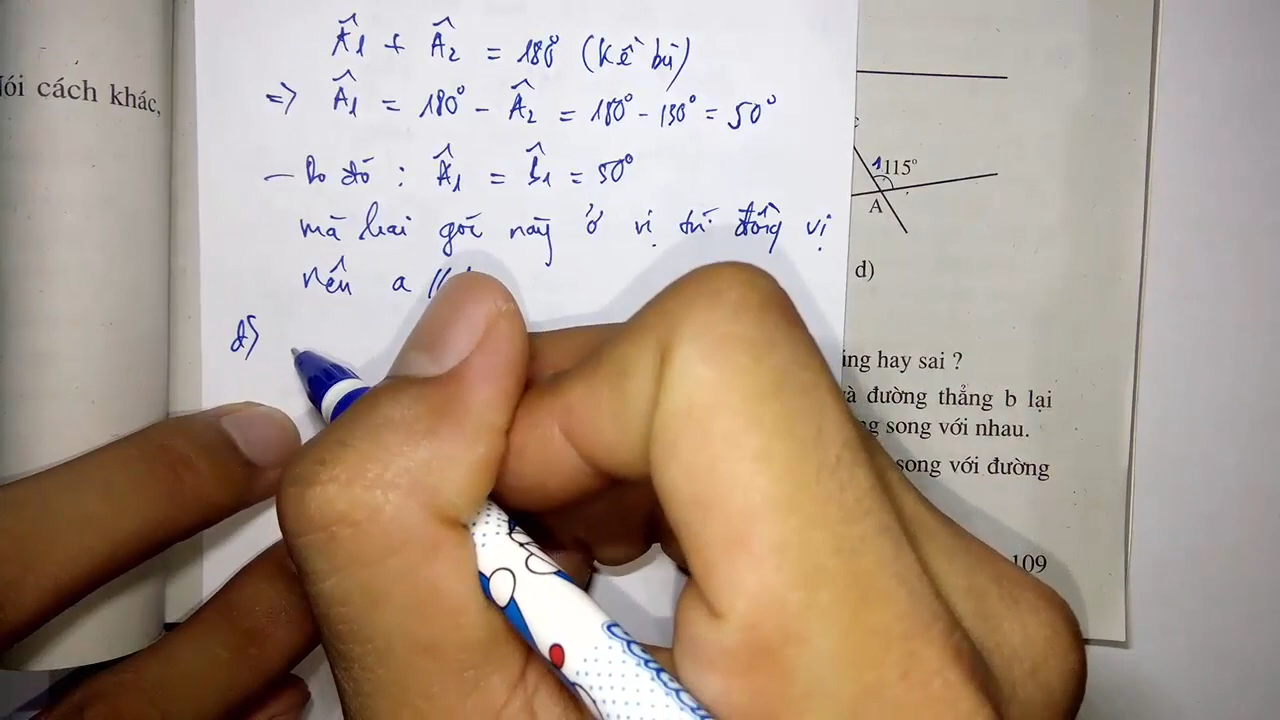 Â1 + Â2 = 180° (Kề bù)
=> Â1 = 180° - Â2 = 180° - 130° = 50°
- Do đó : Â1 = B̂1 = 50°
mà hai góc này ở vị trí đồng vị
nên a //
d)
ói cách khác,
1
115°
A
d)
ng hay sai ?
à đường thẳng b lại
g song với nhau.
song với đường
109